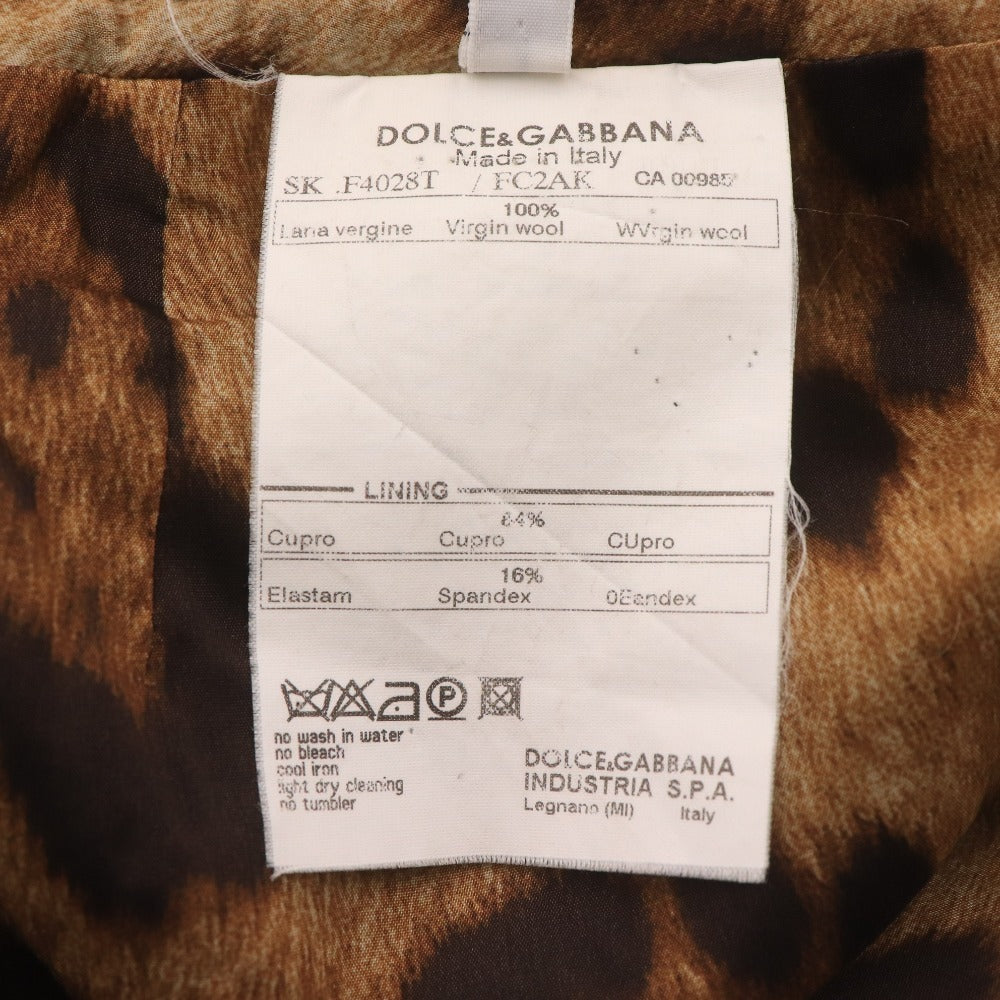 DOLCE&GABBANA
Made in Italy
SK .F4028T / FC2AK CA 00985
100%
Lana vergine Virgin wool WVrgin wool
LINING
84%
Cupro Cupro CUpro
16%
Elastam Spandex 0Eandex
P
no wash in water
no bleach
cool iron
light dry cleaning
no tumbler
DOLCE&GABBANA
INDUSTRIA S.P.A.
Legnano (MI) Italy